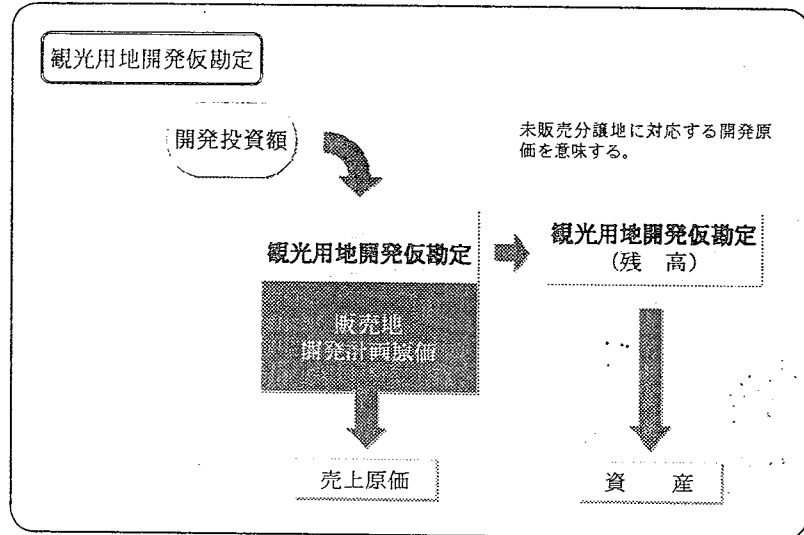 観光用地開発仮勘定
開発投資額
未販売分譲地に対応する開発原
価を意味する。
観光用地開発仮勘定
観光用地開発仮勘定
(残　高)
販売地
開発計画原価
売上原価
資　産